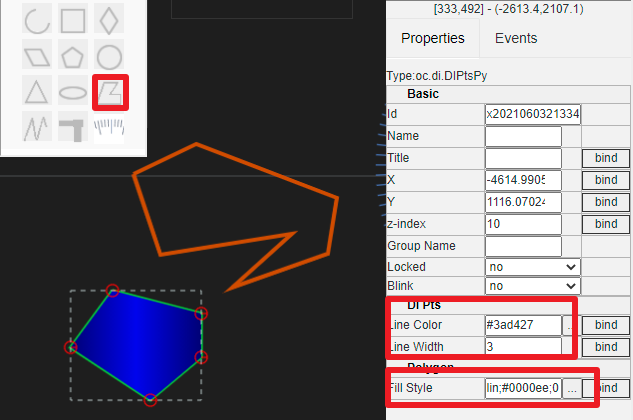 [333,492] - (-2613.4,2107.1)
Properties Events
Type:oc.di.DIPtsPy
Basic
Id x2021060321334
Name
Title bind
X -4614.9905 bind
Y 1116.07024 bind
z-index 10 bind
Group Name
Locked no
Blink no
DI Pts
Line Color #3ad427 ... bind
Line Width 3 bind
Polygon
Fill Style lin;#0000ee;0 ... bind